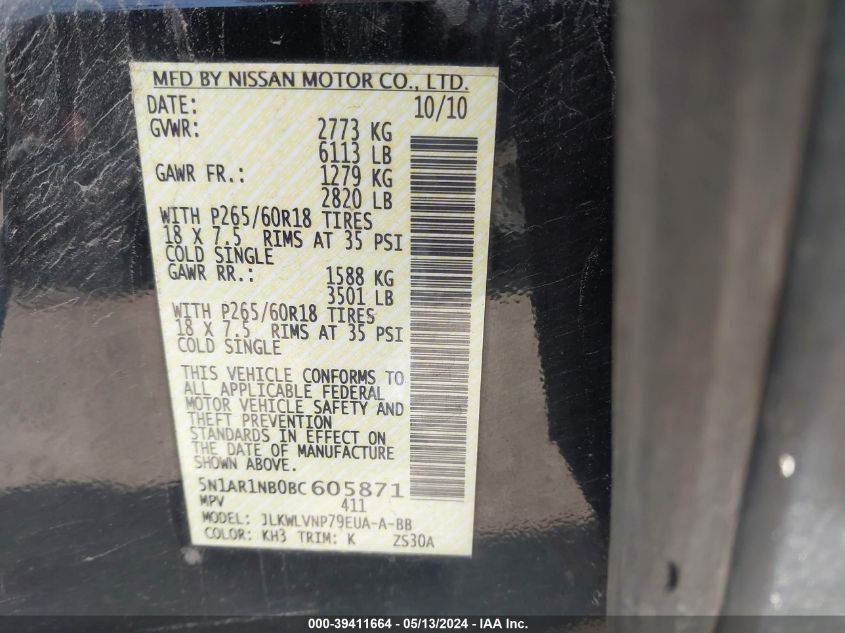 MFD BY NISSAN MOTOR CO., LTD.
DATE: 10/10
GVWR: 2773 KG
6113 LB
GAWR FR.: 1279 KG
2820 LB
WITH P265/60R18 TIRES
18 X 7.5 RIMS AT 35 PSI
COLD SINGLE
GAWR RR.: 1588 KG
3501 LB
WITH P265/60R18 TIRES
18 X 7.5 RIMS AT 35 PSI
COLD SINGLE
THIS VEHICLE CONFORMS TO
ALL APPLICABLE FEDERAL
MOTOR VEHICLE SAFETY AND
THEFT PREVENTION
STANDARDS IN EFFECT ON
THE DATE OF MANUFACTURE
SHOWN ABOVE.
5N1AR1NB0BC605871
MPV 411
MODEL: JLKWLVNP79EUA-A-BB
COLOR: KH3 TRIM: K ZS30A
000-39411664 - 05/13/2024 - IAA Inc.